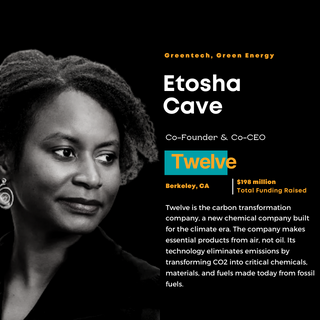 Greentech, Green Energy
Etosha
Cave
Co-Founder & Co-CEO
Twelve
Berkeley, CA
$198 million
Total Funding Raised
Twelve is the carbon transformation
company, a new chemical company built
for the climate era. The company makes
essential products from air, not oil. Its
technology eliminates emissions by
transforming CO2 into critical chemicals,
materials, and fuels made today from fossil
fuels.